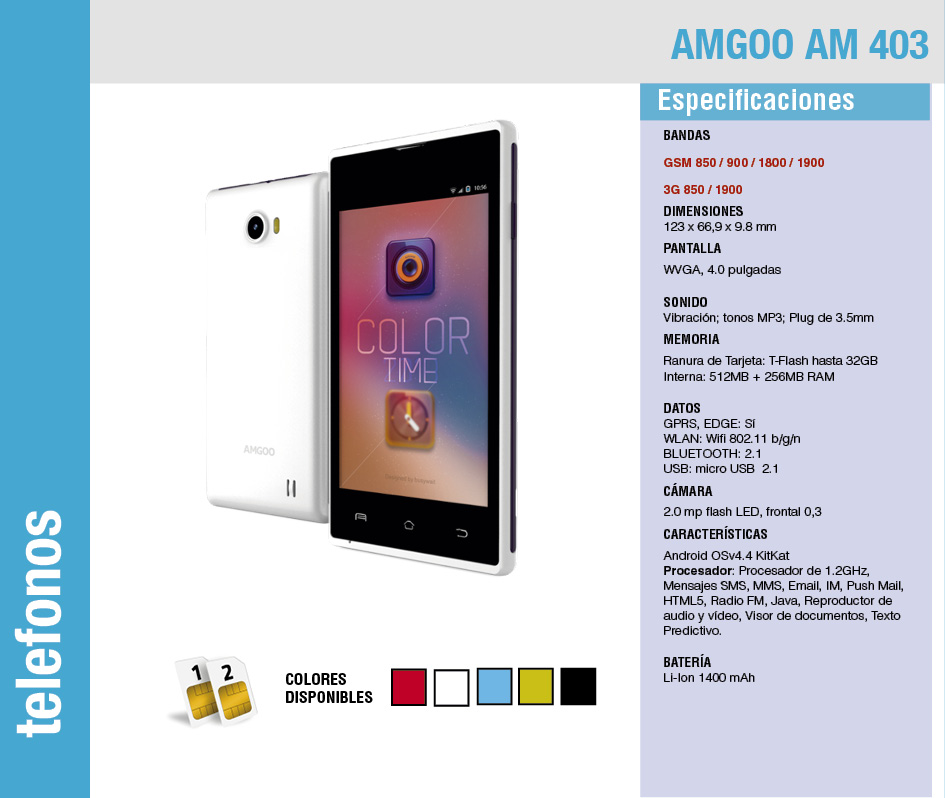 AMGOO AM 403
Especificaciones
BANDAS
GSM 850 / 900 / 1800 / 1900
3G 850 / 1900
DIMENSIONES
123 x 66,9 x 9.8 mm
PANTALLA
WVGA, 4.0 pulgadas
SONIDO
Vibración; tonos MP3; Plug de 3.5mm
MEMORIA
Ranura de Tarjeta: T-Flash hasta 32GB
Interna: 512MB + 256MB RAM
DATOS
GPRS, EDGE: Sí
WLAN: Wifi 802.11 b/g/n
BLUETOOTH: 2.1
USB: micro USB  2.1
CÁMARA
2.0 mp flash LED, frontal 0,3
CARACTERÍSTICAS
Android OSv4.4 KitKat
Procesador: Procesador de 1.2GHz,
Mensajes SMS, MMS, Email, IM, Push Mail,
HTML5, Radio FM, Java, Reproductor de
audio y vídeo, Visor de documentos, Texto
Predictivo.
BATERÍA
Li-Ion 1400 mAh
telefonos
10:56
COLOR
TIME
Designed by
AMGOO
1 2
COLORES
DISPONIBLES